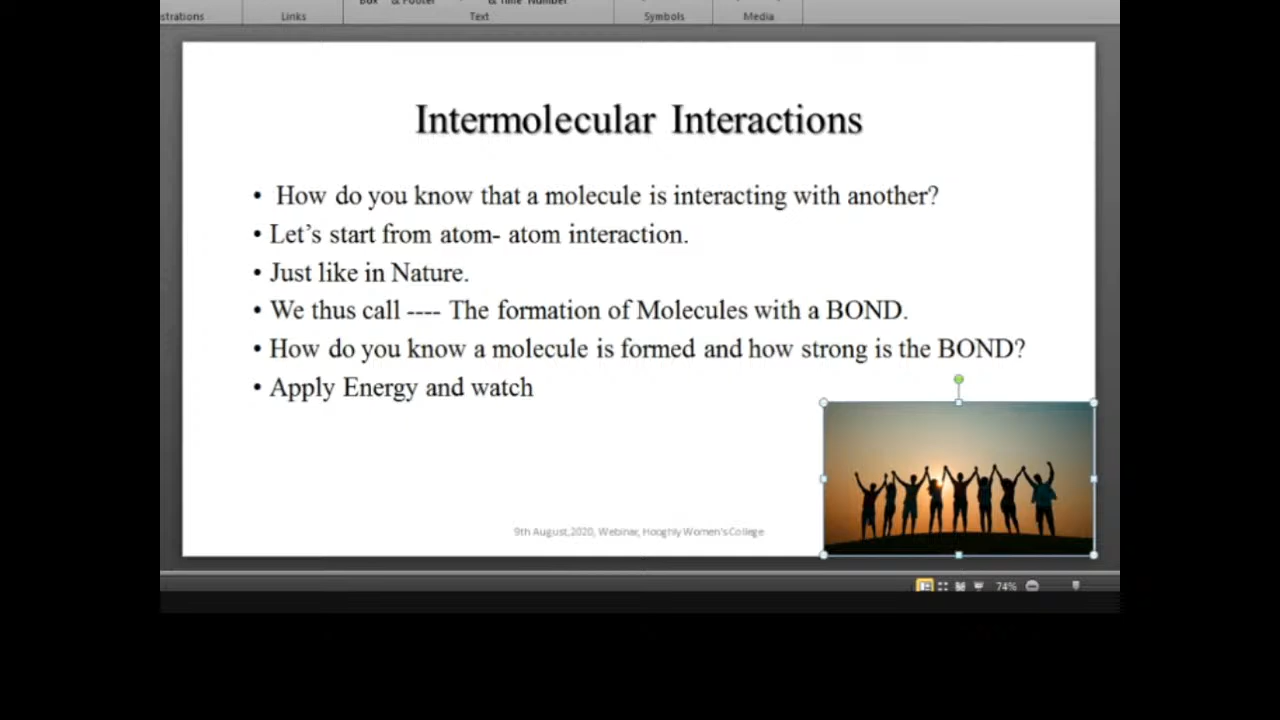 Links
Text
Symbols
Media
Intermolecular Interactions
• How do you know that a molecule is interacting with another?
• Let's start from atom- atom interaction.
• Just like in Nature.
• We thus call ---- The formation of Molecules with a BOND.
• How do you know a molecule is formed and how strong is the BOND?
• Apply Energy and watch
9th August,2020, Webinar, Hooghly Women's College
74%